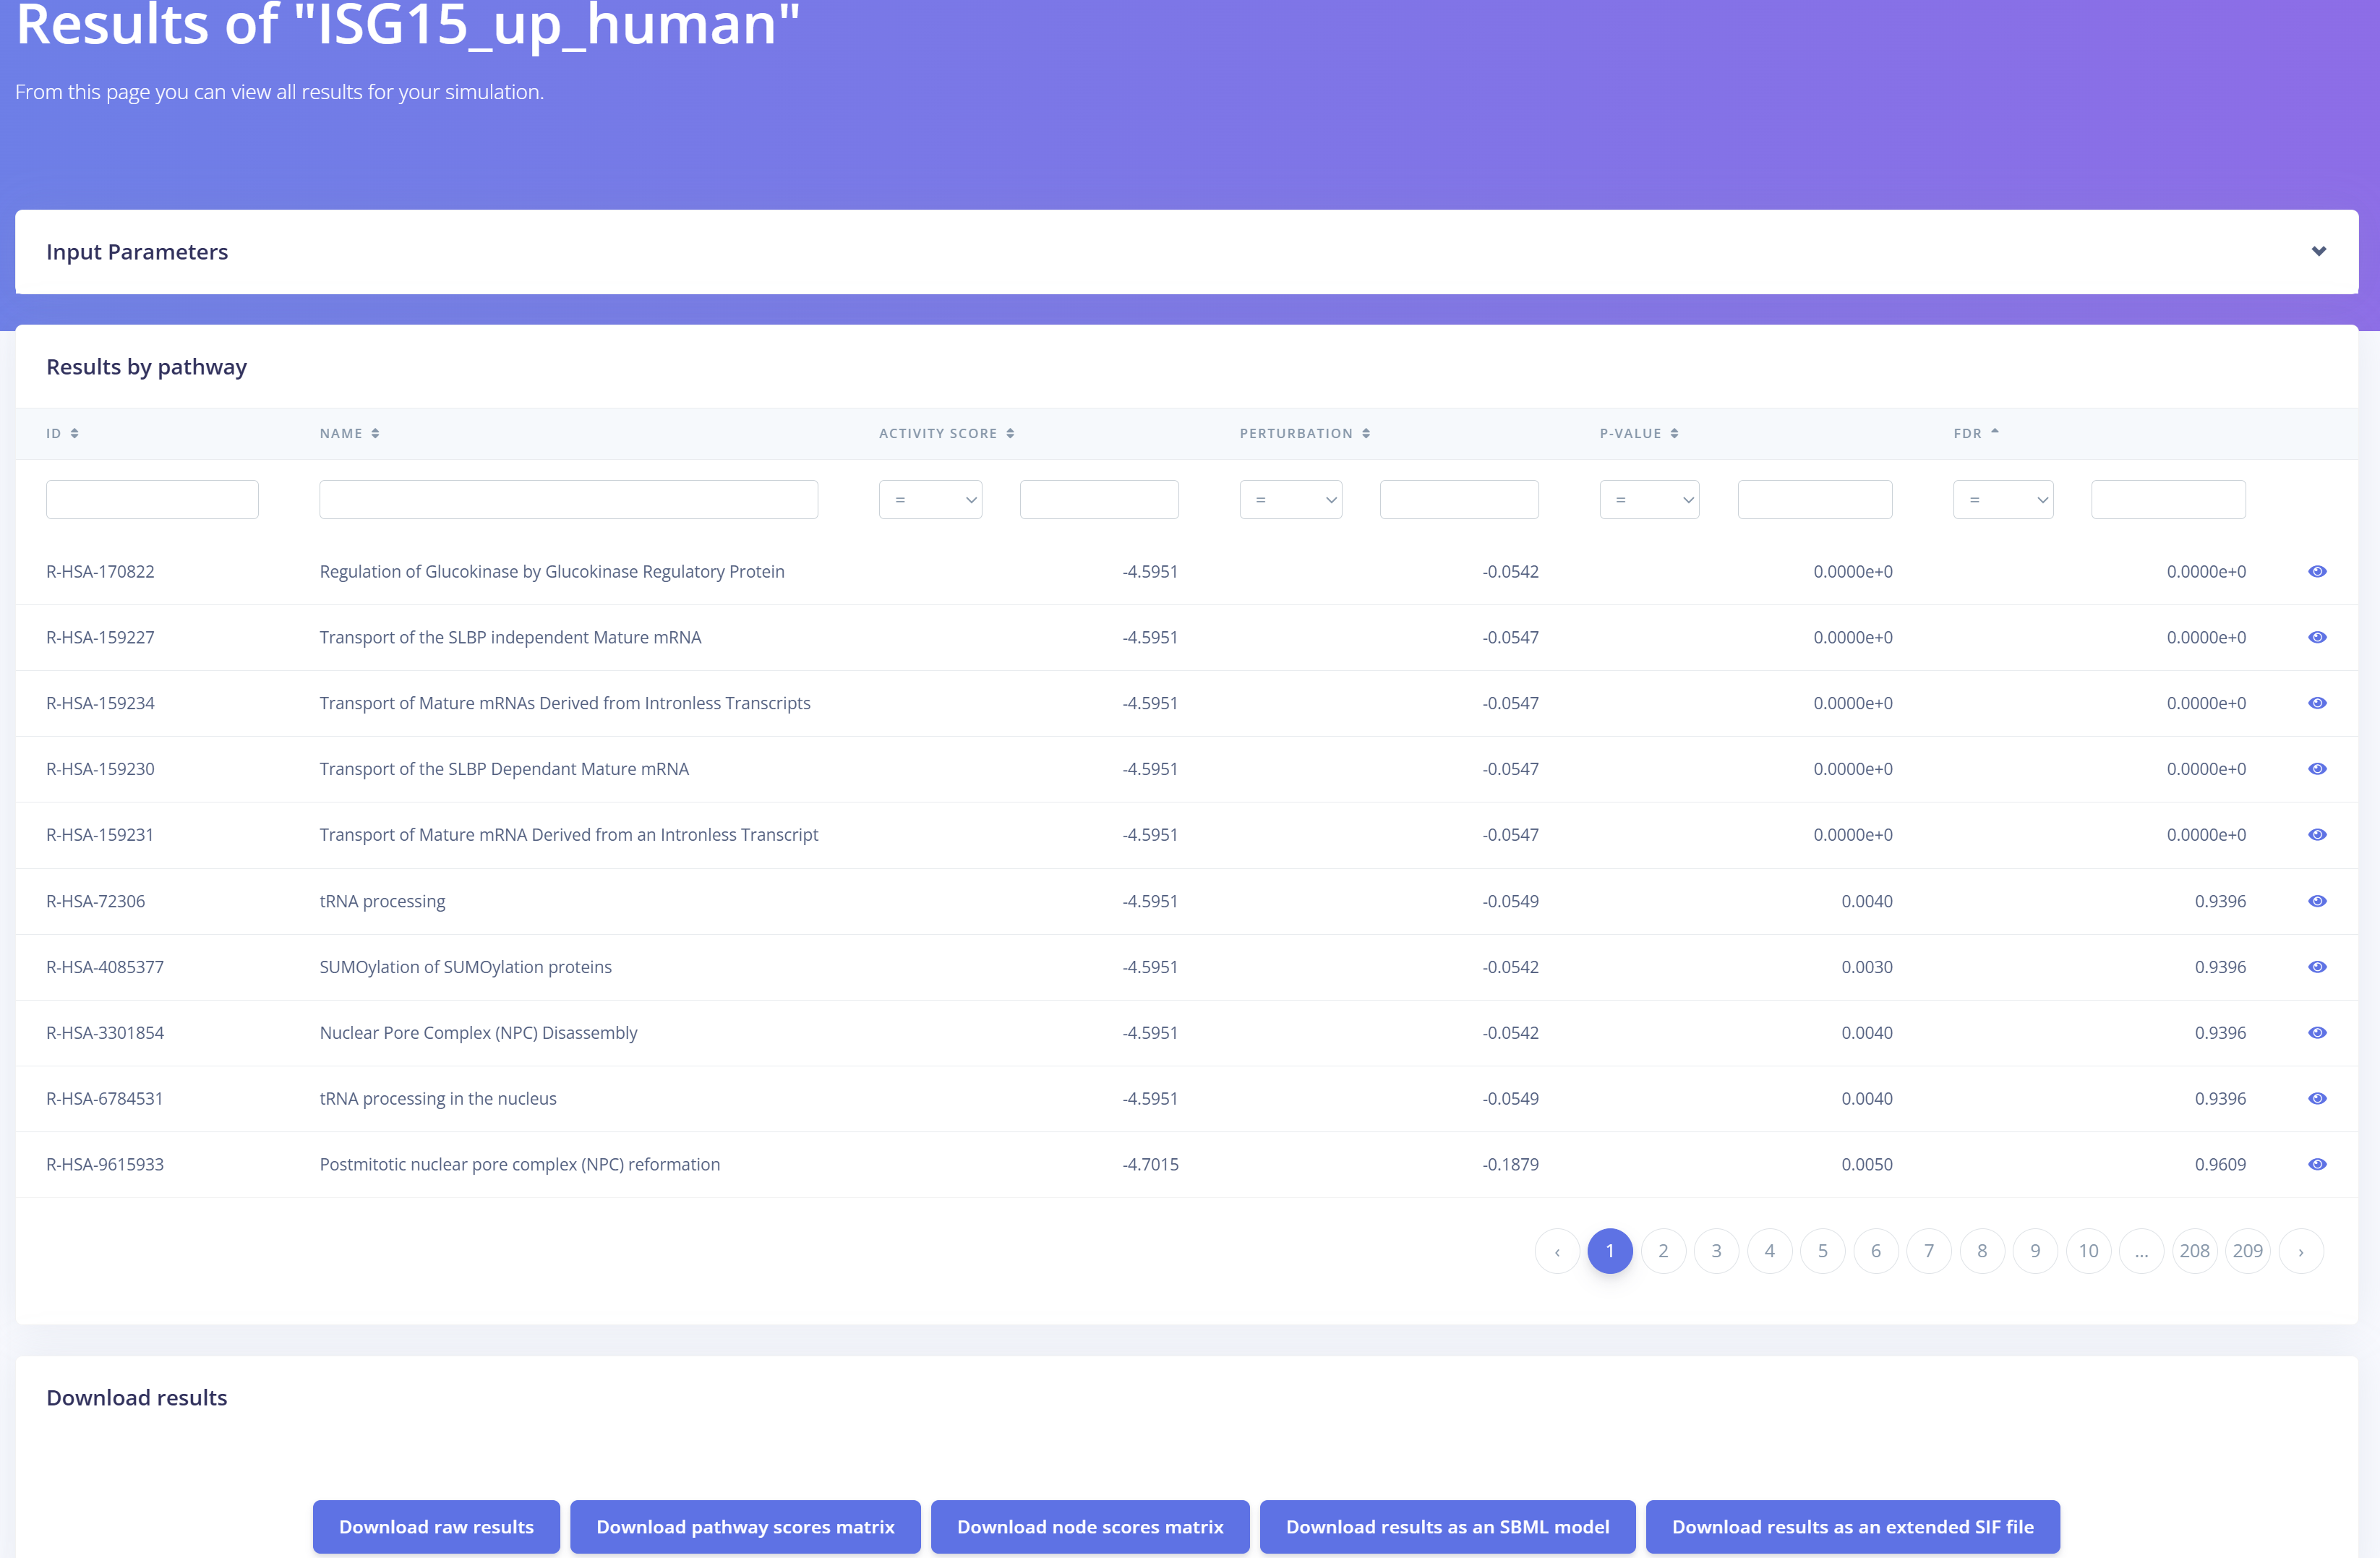 Results of "ISG15_up_human"
From this page you can view all results for your simulation.
Input Parameters
Results by pathway
ID NAME ACTIVITY SCORE PERTURBATION P-VALUE FDR
= = = =
R-HSA-170822 Regulation of Glucokinase by Glucokinase Regulatory Protein -4.5951 -0.0542 0.0000e+0 0.0000e+0
R-HSA-159227 Transport of the SLBP independent Mature mRNA -4.5951 -0.0547 0.0000e+0 0.0000e+0
R-HSA-159234 Transport of Mature mRNAs Derived from Intronless Transcripts -4.5951 -0.0547 0.0000e+0 0.0000e+0
R-HSA-159230 Transport of the SLBP Dependant Mature mRNA -4.5951 -0.0547 0.0000e+0 0.0000e+0
R-HSA-159231 Transport of Mature mRNA Derived from an Intronless Transcript -4.5951 -0.0547 0.0000e+0 0.0000e+0
R-HSA-72306 tRNA processing -4.5951 -0.0549 0.0040 0.9396
R-HSA-4085377 SUMOylation of SUMOylation proteins -4.5951 -0.0542 0.0030 0.9396
R-HSA-3301854 Nuclear Pore Complex (NPC) Disassembly -4.5951 -0.0542 0.0040 0.9396
R-HSA-6784531 tRNA processing in the nucleus -4.5951 -0.0549 0.0040 0.9396
R-HSA-9615933 Postmitotic nuclear pore complex (NPC) reformation -4.7015 -0.1879 0.0050 0.9609
‹ 1 2 3 4 5 6 7 8 9 10 ... 208 209 ›
Download results
Download raw results Download pathway scores matrix Download node scores matrix Download results as an SBML model Download results as an extended SIF file